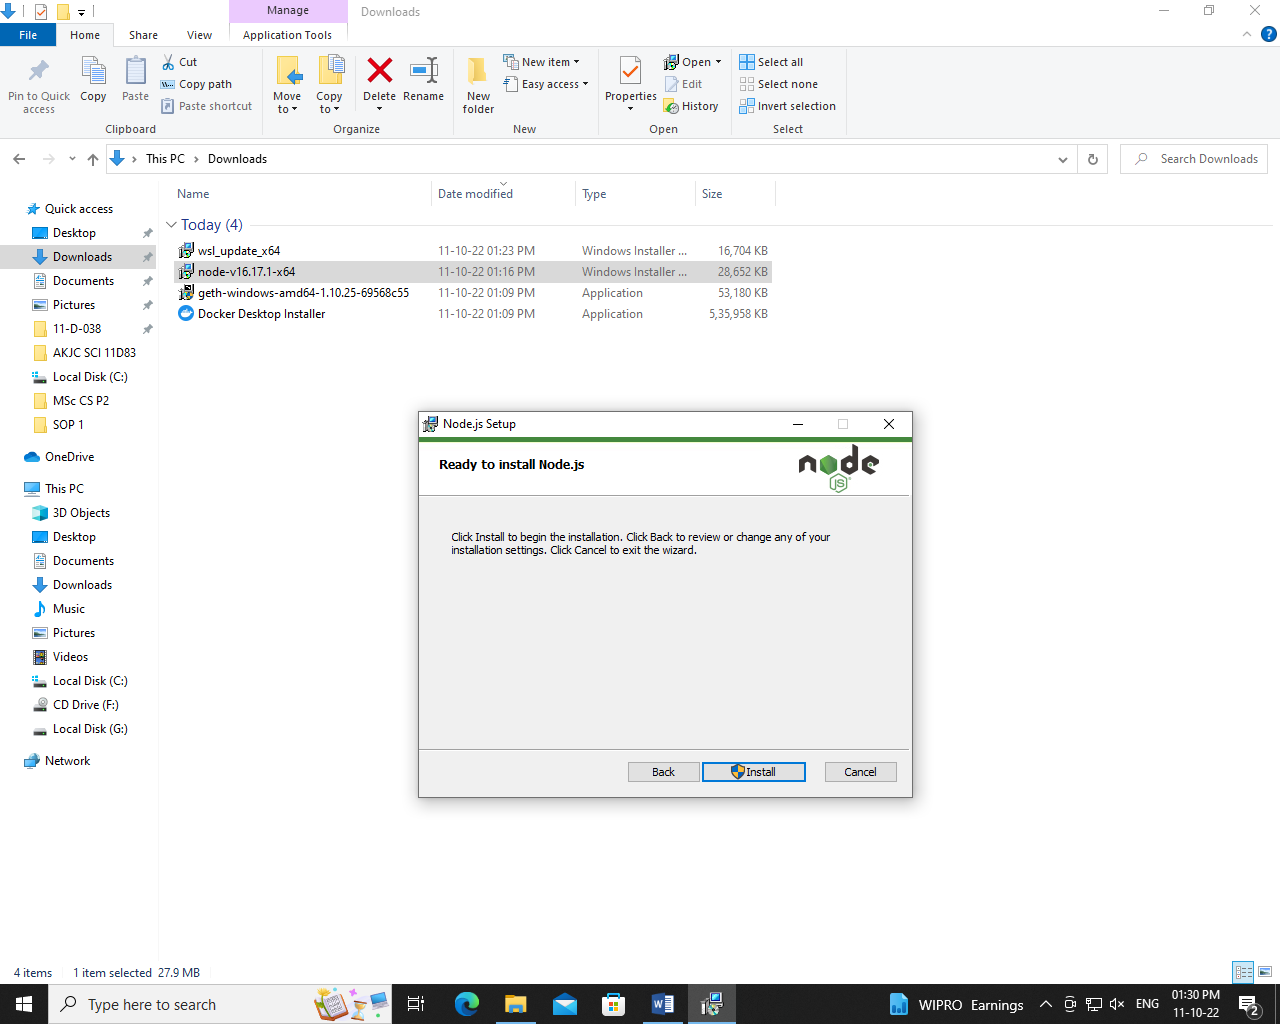 Manage
Downloads
File
Home
Share
View
Application Tools
Pin to Quick
access
Copy
Paste
Cut
Copy path
Paste shortcut
Clipboard
Move
to
Copy
to
Delete
Rename
Organize
New
folder
New item
Easy access
New
Properties
Open
Edit
History
Open
Select all
Select none
Invert selection
Select
This PC > Downloads
Search Downloads
Name
Date modified
Type
Size
Today (4)
wsl_update_x64 11-10-22 01:23 PM Windows Installer ... 16,704 KB
node-v16.17.1-x64 11-10-22 01:16 PM Windows Installer ... 28,652 KB
geth-windows-amd64-1.10.25-69568c55 11-10-22 01:09 PM Application 53,180 KB
Docker Desktop Installer 11-10-22 01:09 PM Application 5,35,958 KB
Quick access
Desktop
Downloads
Documents
Pictures
11-D-038
AKJC SCI 11D83
Local Disk (C:)
MSc CS P2
SOP 1
OneDrive
This PC
3D Objects
Desktop
Documents
Downloads
Music
Pictures
Videos
Local Disk (C:)
CD Drive (F:)
Local Disk (G:)
Network
Node.js Setup
Ready to install Node.js
node
JS
Click Install to begin the installation. Click Back to review or change any of your
installation settings. Click Cancel to exit the wizard.
Back
Install
Cancel
4 items
1 item selected 27.9 MB
Type here to search
WIPRO Earnings
ENG
01:30 PM
11-10-22
2